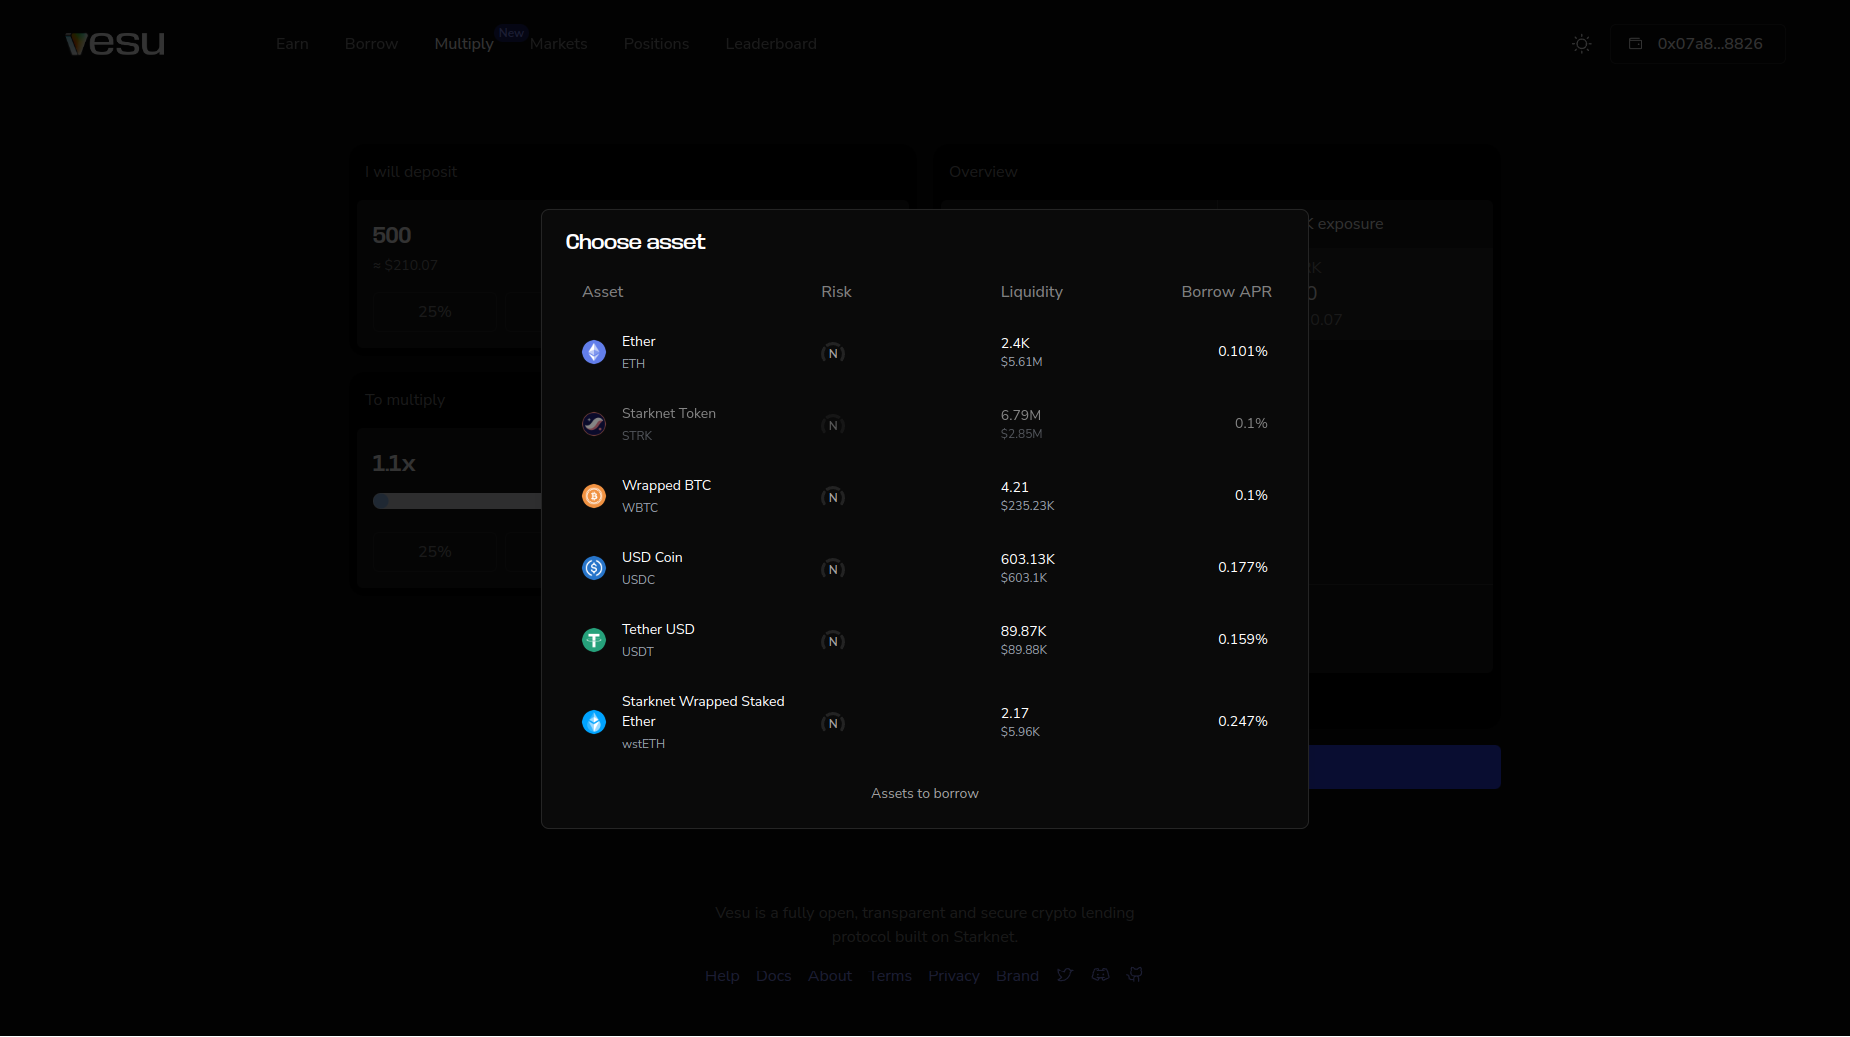 vesu
Earn
Borrow
Multiply
New
Markets
Positions
Leaderboard
0x07a8...8826
I will deposit
Overview
500
≈ $210.07
25%
exposure
To multiply
1.1x
25%
Choose asset
Asset Risk Liquidity Borrow APR
Ether
ETH
N
2.4K
$5.61M
0.101%
Starknet Token
STRK
N
6.79M
$2.85M
0.1%
Wrapped BTC
WBTC
N
4.21
$235.23K
0.1%
USD Coin
USDC
N
603.13K
$603.1K
0.177%
Tether USD
USDT
N
89.87K
$89.88K
0.159%
Starknet Wrapped Staked
Ether
wstETH
N
2.17
$5.96K
0.247%
Assets to borrow
Vesu is a fully open, transparent and secure crypto lending
protocol built on Starknet.
Help Docs About Terms Privacy Brand